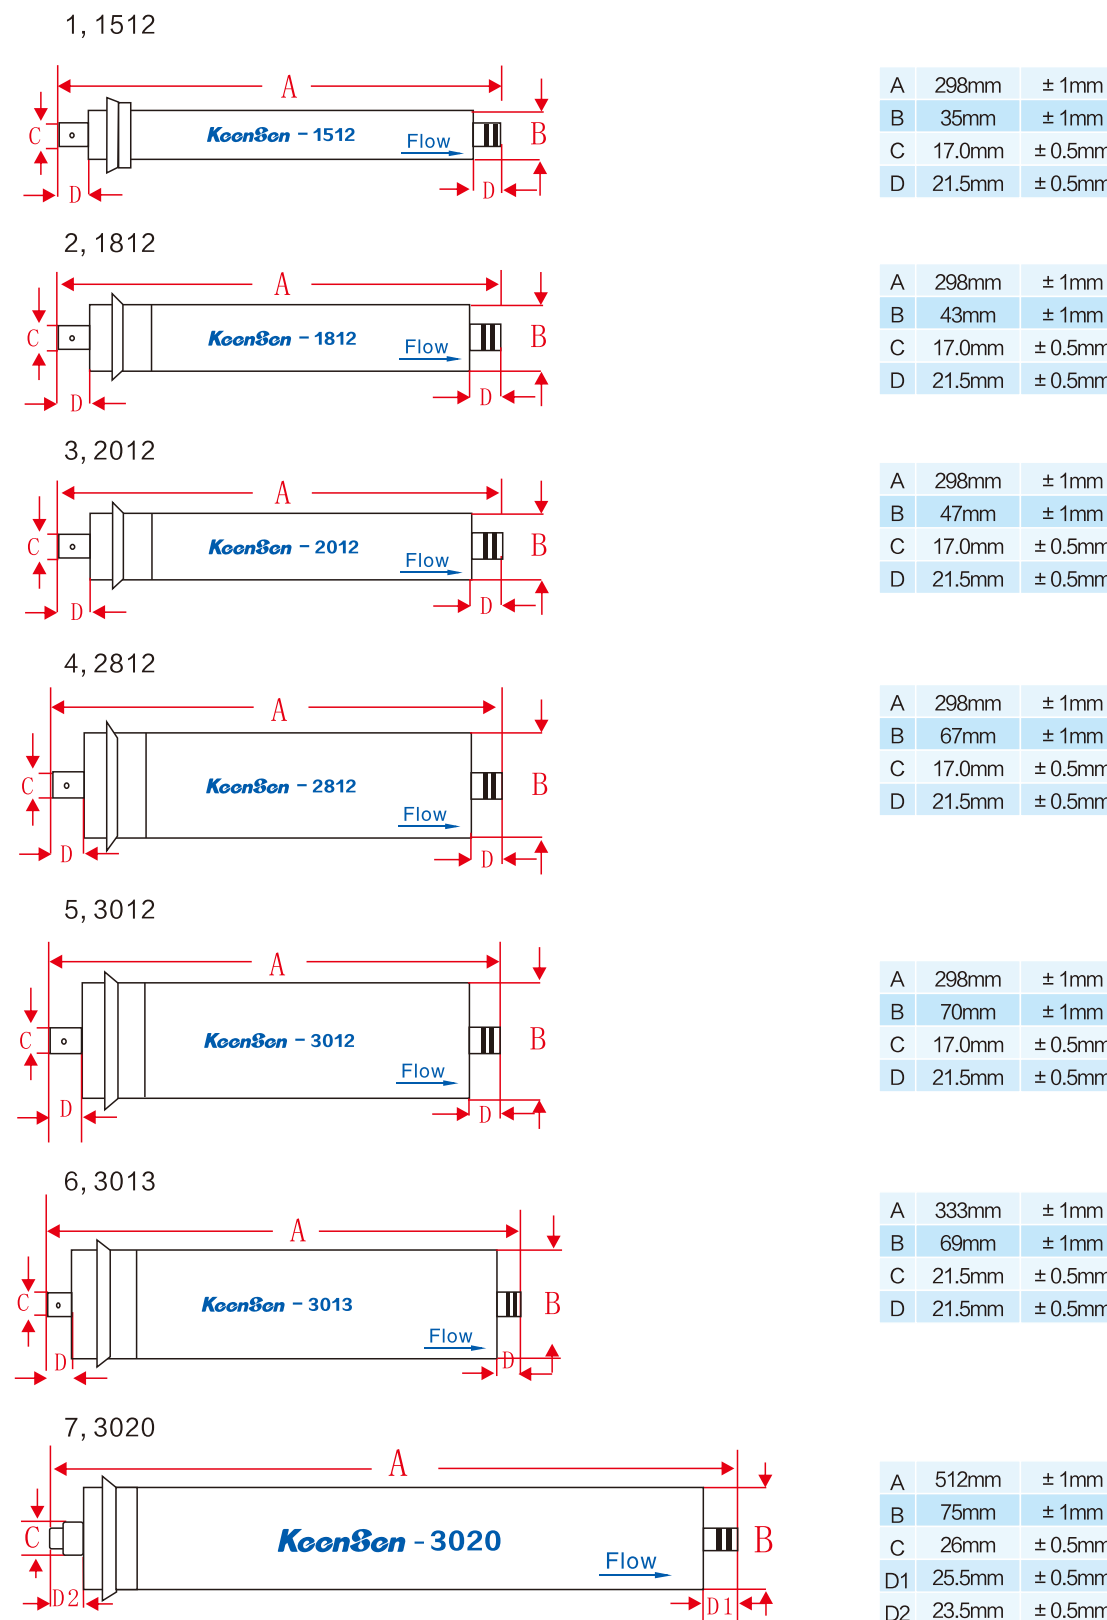 1, 1512
A
C
KeenSen - 1512
Flow
B
D
D
A 298mm ± 1mm
B 35mm ± 1mm
C 17.0mm ± 0.5mm
D 21.5mm ± 0.5mm
2, 1812
A
C
KeenSen - 1812
Flow
B
D
D
A 298mm ± 1mm
B 43mm ± 1mm
C 17.0mm ± 0.5mm
D 21.5mm ± 0.5mm
3, 2012
A
C
KeenSen - 2012
Flow
B
D
D
A 298mm ± 1mm
B 47mm ± 1mm
C 17.0mm ± 0.5mm
D 21.5mm ± 0.5mm
4, 2812
A
C
KeenSen - 2812
Flow
B
D
D
A 298mm ± 1mm
B 67mm ± 1mm
C 17.0mm ± 0.5mm
D 21.5mm ± 0.5mm
5, 3012
A
C
KeenSen - 3012
Flow
B
D
D
A 298mm ± 1mm
B 70mm ± 1mm
C 17.0mm ± 0.5mm
D 21.5mm ± 0.5mm
6, 3013
A
C
KeenSen - 3013
Flow
B
D
D
A 333mm ± 1mm
B 69mm ± 1mm
C 21.5mm ± 0.5mm
D 21.5mm ± 0.5mm
7, 3020
A
C
KeenSen - 3020
Flow
B
D2
D1
A 512mm ± 1mm
B 75mm ± 1mm
C 26mm ± 0.5mm
D1 25.5mm ± 0.5mm
D2 23.5mm ± 0.5mm